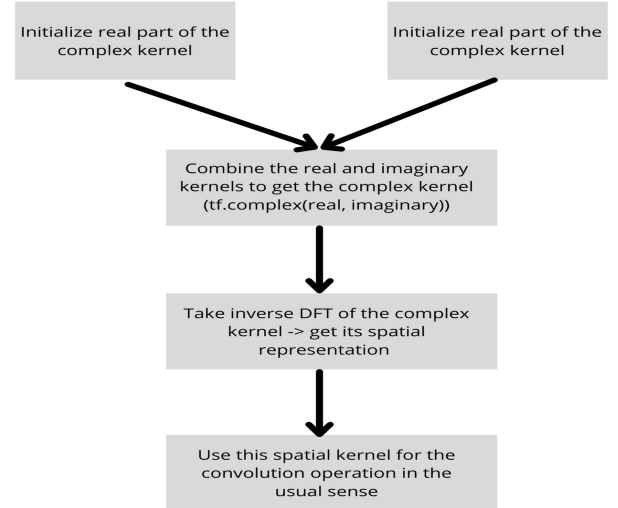 Initialize real part of the
complex kernel
Initialize real part of the
complex kernel
Combine the real and imaginary
kernels to get the complex kernel
(tf.complex(real, imaginary))
Take inverse DFT of the complex
kernel -> get its spatial
representation
Use this spatial kernel for the
convolution operation in the
usual sense